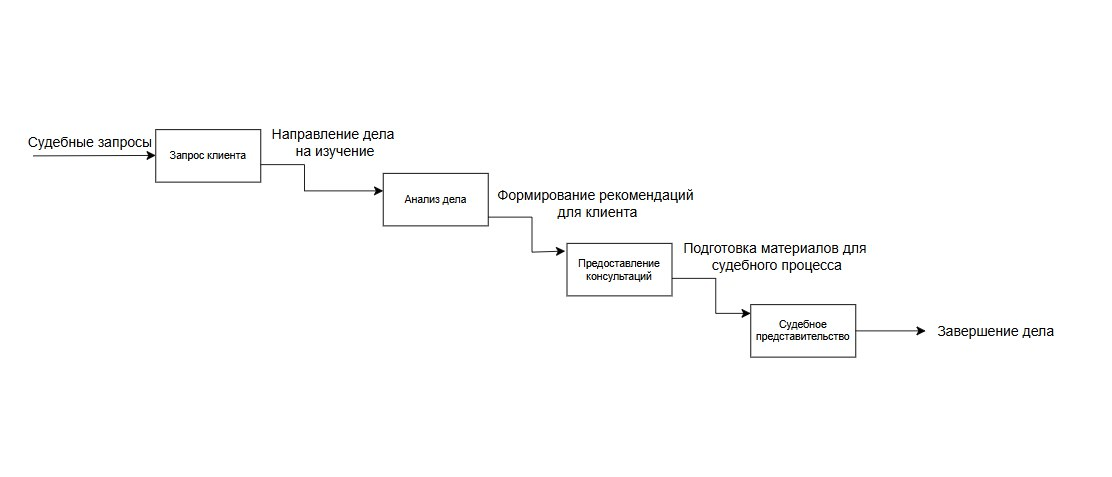 Судебные запросы
Запрос клиента
Направление дела
на изучение
Анализ дела
Формирование рекомендаций
для клиента
Предоставление
консультаций
Подготовка материалов для
судебного процесса
Судебное
представительство
Завершение дела